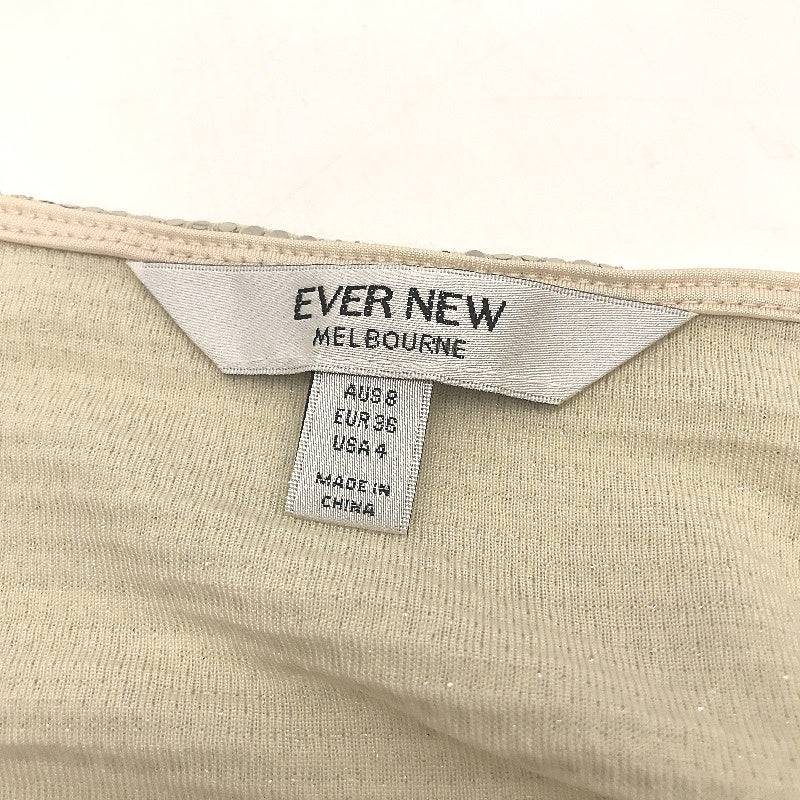 EVER NEW
MELBOURNE
AUS 8
EUR 36
USA 4
MADE IN
CHINA